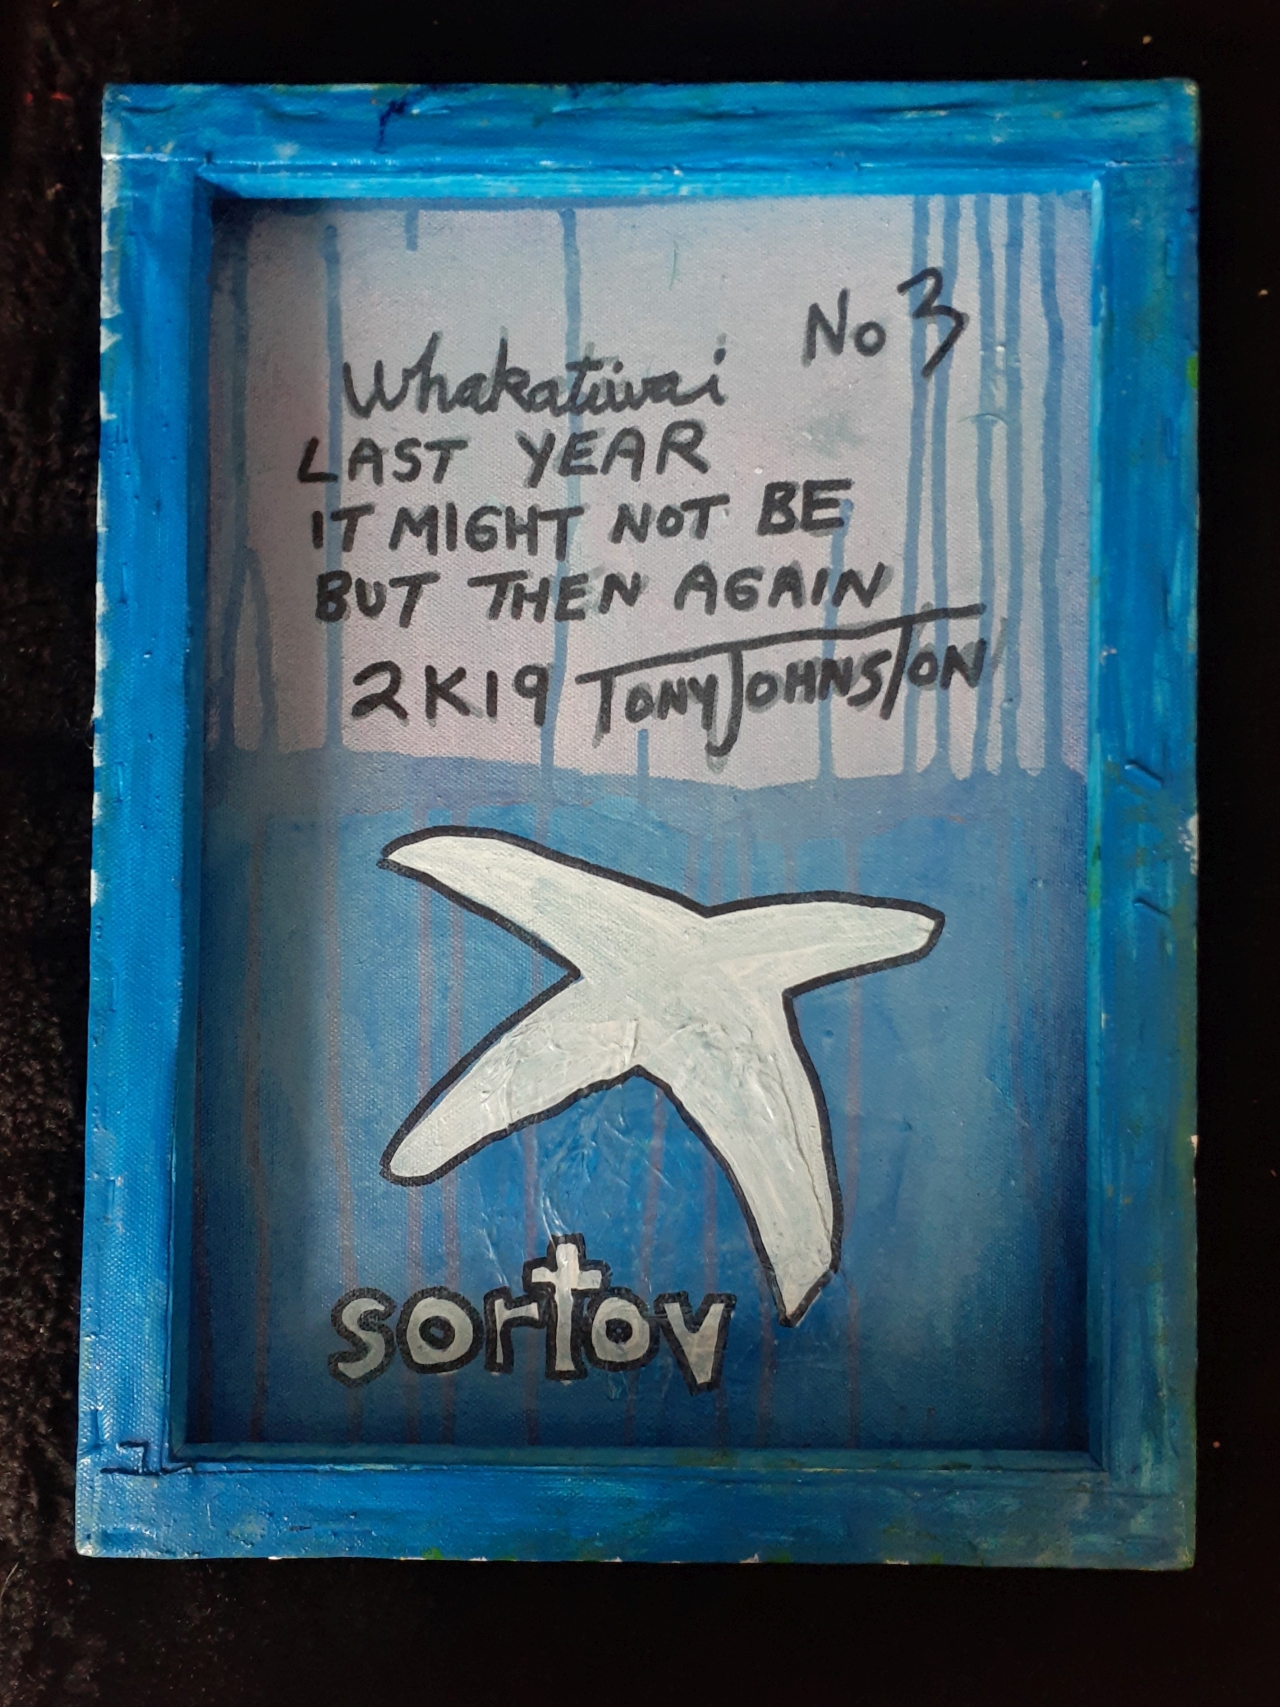 No 3
Whakatiwai
LAST YEAR
IT MIGHT NOT BE
BUT THEN AGAIN
2K19 TONY JOHNSTON
sortov